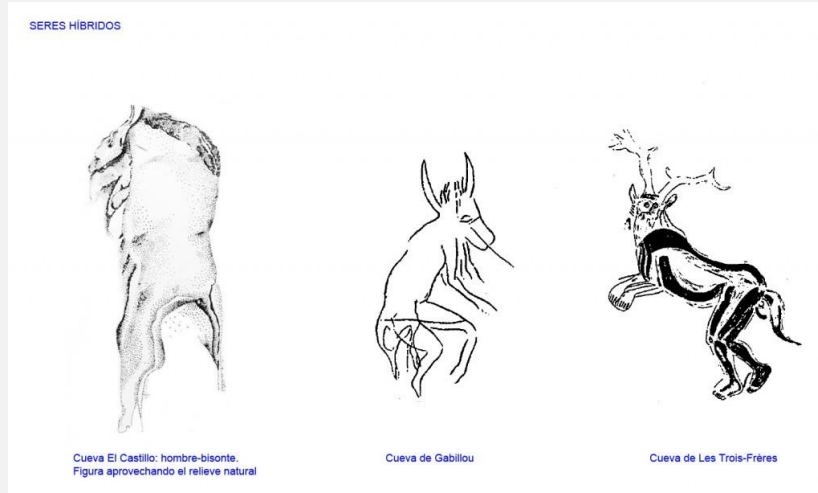 SERES HÍBRIDOS
Cueva El Castillo: hombre-bisonte.
Figura aprovechando el relieve natural
Cueva de Gabillou
Cueva de Les Trois-Frères